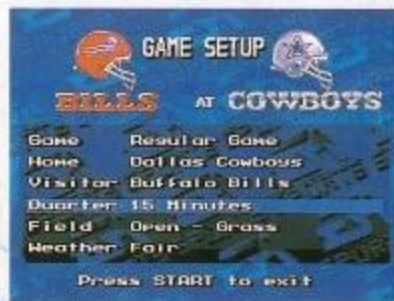 GAME SETUP
BILLS AT COWBOYS
Game Regular Game
Home Dallas Cowboys
Visitor Buffalo Bills
Quarter 15 Minutes
Field Open - Grass
Weather Fair
Press START to exit